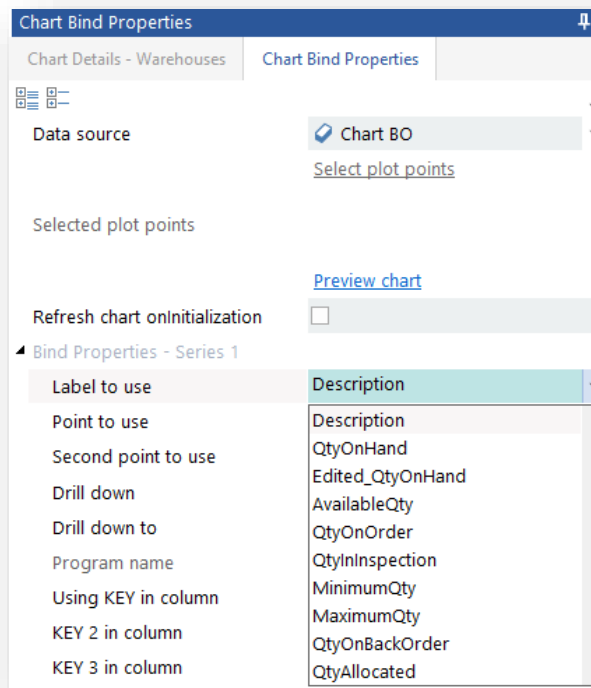 Chart Bind Properties
Chart Details - Warehouses Chart Bind Properties
Data source Chart BO
Select plot points
Selected plot points
Preview chart
Refresh chart onInitialization
Bind Properties - Series 1
Label to use Description
Point to use Description
QtyOnHand
Second point to use Edited_QtyOnHand
Drill down AvailableQty
Drill down to QtyOnOrder
Program name QtyInInspection
Using KEY in column MinimumQty
MaximumQty
KEY 2 in column QtyOnBackOrder
KEY 3 in column QtyAllocated